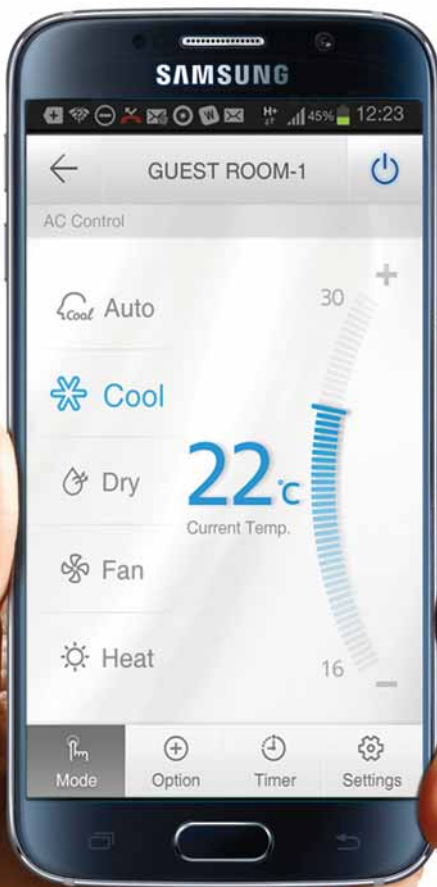 SAMSUNG
H+ 45% 12:23
GUEST ROOM-1
AC Control
Cool Auto
30
Cool
22°c
Current Temp.
Dry
Fan
Heat
16
Mode
Option
Timer
Settings